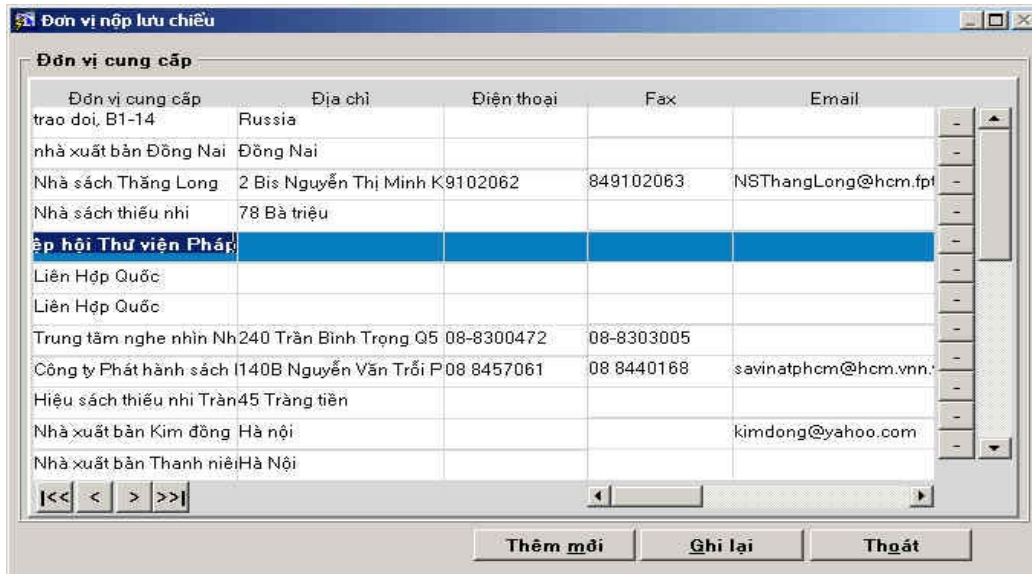 Đơn vị nộp lưu chiểu
Đơn vị cung cấp
Đơn vị cung cấp Địa chỉ Điện thoại Fax Email
trao doi, B1-14 Russia
nhà xuất bản Đồng Nai Đồng Nai
Nhà sách Thăng Long 2 Bis Nguyễn Thị Minh K 9102062 849102063 NSThangLong@hcm.fpt
Nhà sách thiếu nhi 78 Bà triệu
ệp hội Thư viện Pháp
Liên Hợp Quốc
Liên Hợp Quốc
Trung tâm nghe nhìn Nh 240 Trần Bình Trọng Q5 08-8300472 08-8303005
Công ty Phát hành sách 140B Nguyễn Văn Trỗi P 08 8457061 08 8440168 savinatphcm@hcm.vnn.
Hiệu sách thiếu nhi Tràn 45 Tràng tiền
Nhà xuất bản Kim đồng Hà nội kimdong@yahoo.com
Nhà xuất bản Thanh niê Hà Nội
|<< < > >>|
Thêm mới Ghi lại Thoát